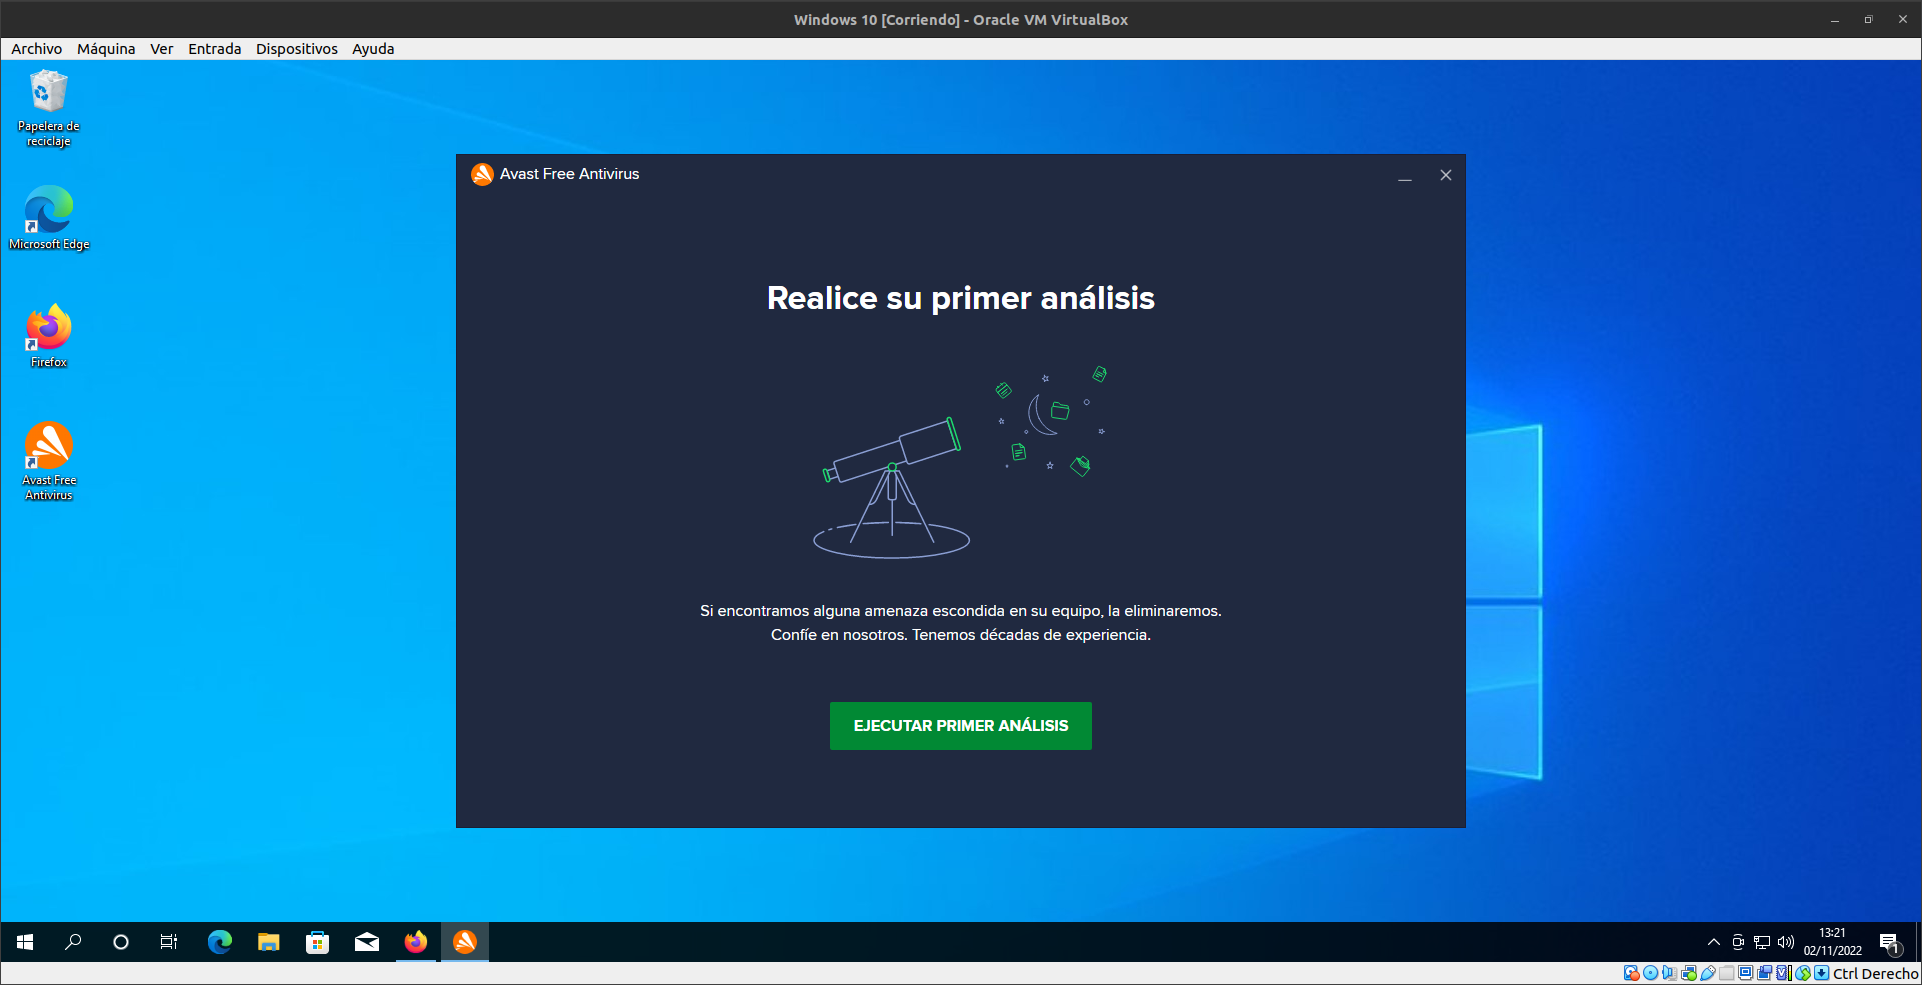 Windows 10 [Corriendo] - Oracle VM VirtualBox
Archivo Máquina Ver Entrada Dispositivos Ayuda
Papelera de
reciclaje
Microsoft Edge
Firefox
Avast Free
Antivirus
Avast Free Antivirus
Realice su primer análisis
Si encontramos alguna amenaza escondida en su equipo, la eliminaremos.
Confíe en nosotros. Tenemos décadas de experiencia.
EJECUTAR PRIMER ANÁLISIS
13:21
02/11/2022
1
Ctrl Derecho